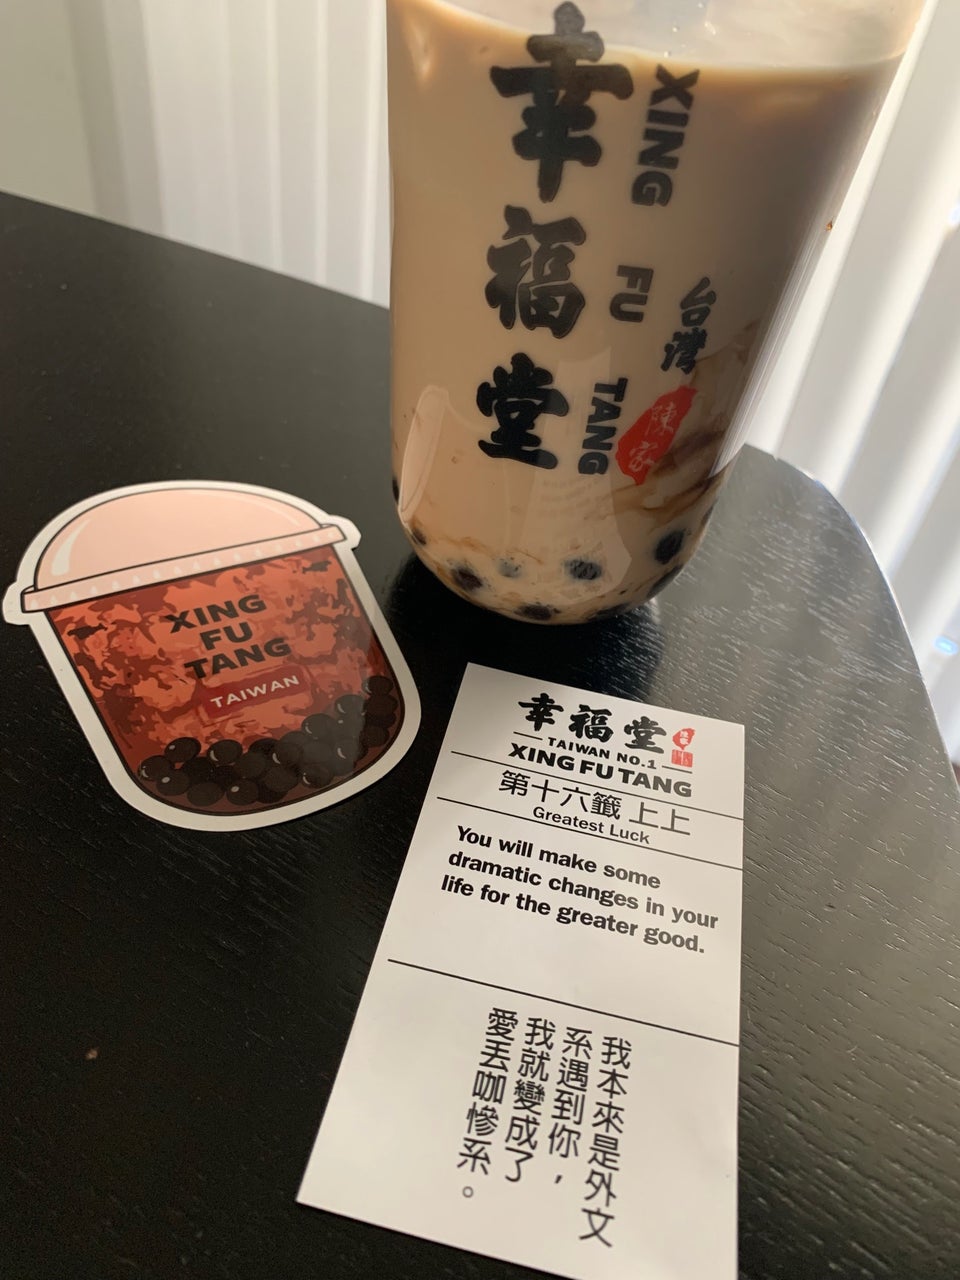 幸福堂
XING
FU
TANG
台灣
陳家
XING
FU
TANG
TAIWAN
幸福堂
TAIWAN NO.1
XING FU TANG
第十六籤 上上
Greatest Luck
You will make some
dramatic changes in your
life for the greater good.
我本來是外文
系遇到你，
我就變成了
愛丟咖慘系。